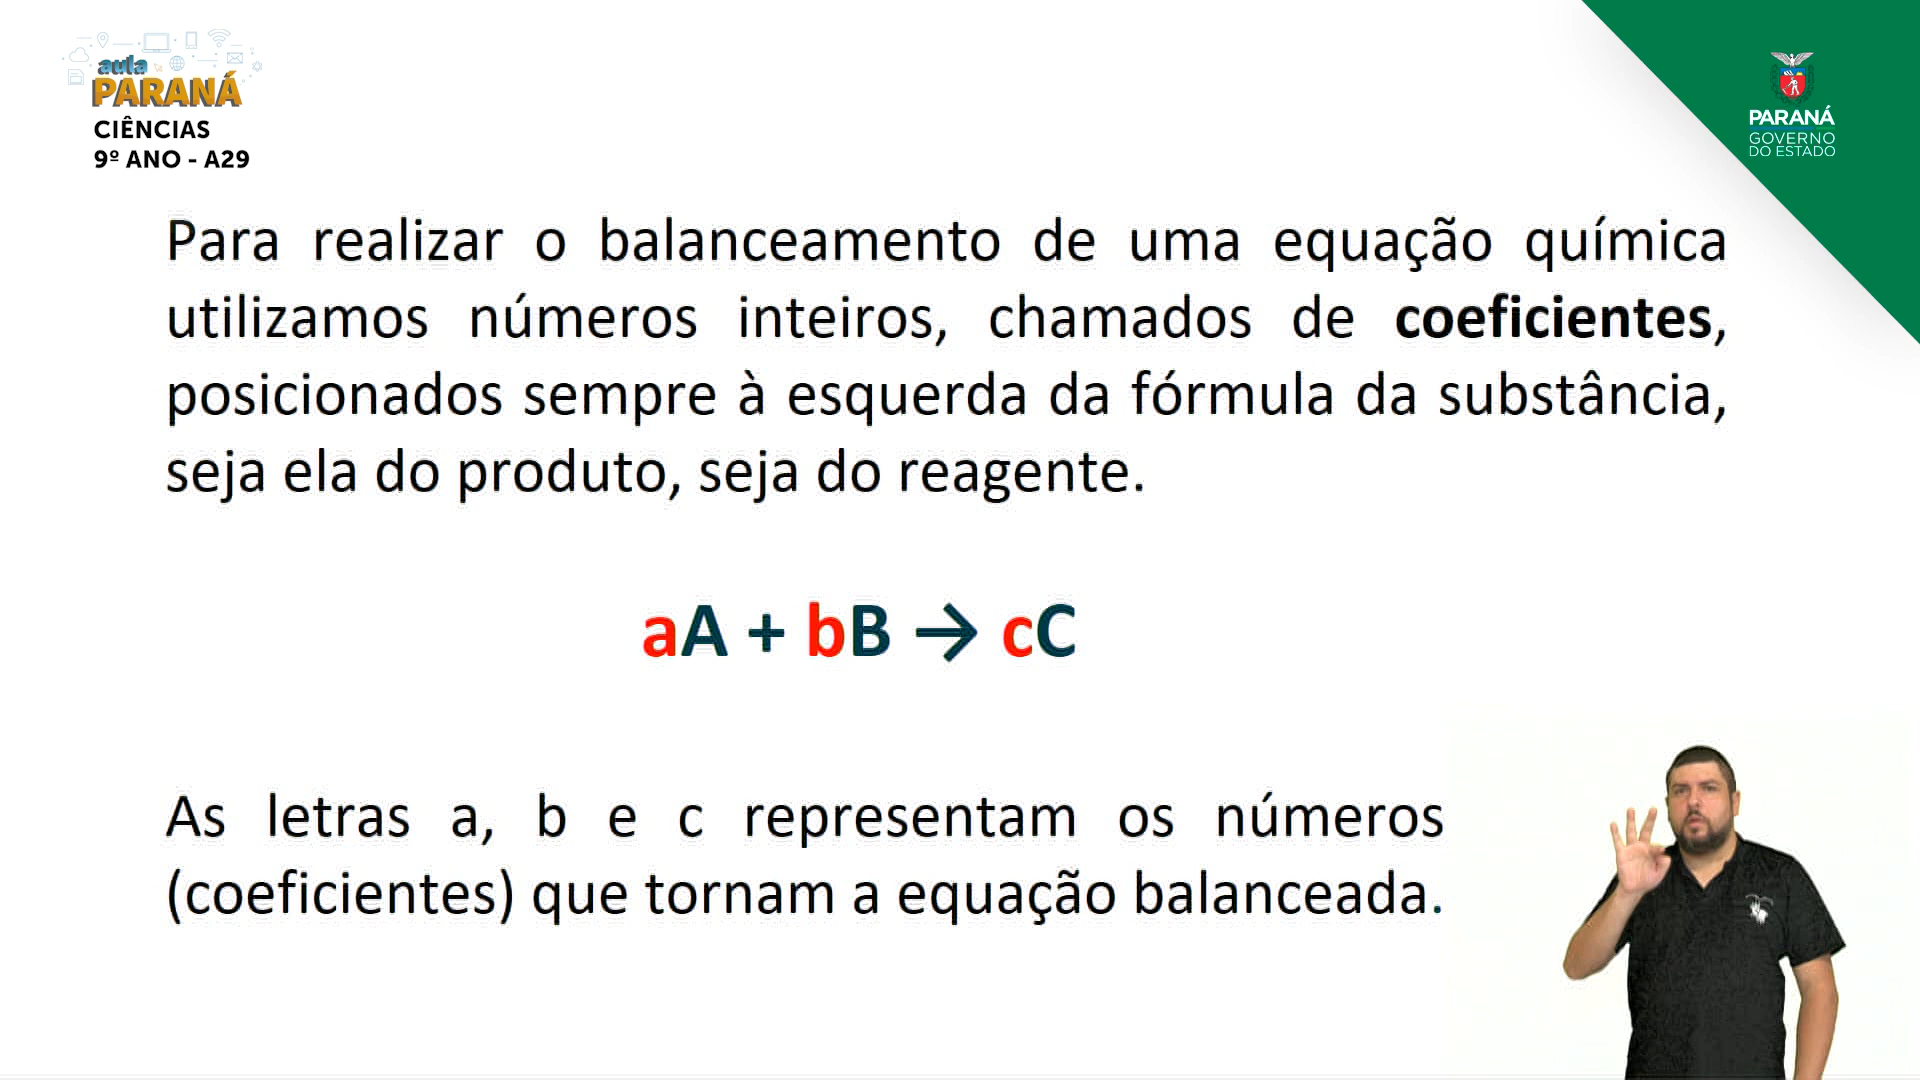 aula
PARANÁ
CIÊNCIAS
9º ANO - A29
PARANÁ
GOVERNO
DO ESTADO
Para realizar o balanceamento de uma equação química
utilizamos números inteiros, chamados de coeficientes,
posicionados sempre à esquerda da fórmula da substância,
seja ela do produto, seja do reagente.
aA + bB → cC
As letras a, b e c representam os números
(coeficientes) que tornam a equação balanceada.